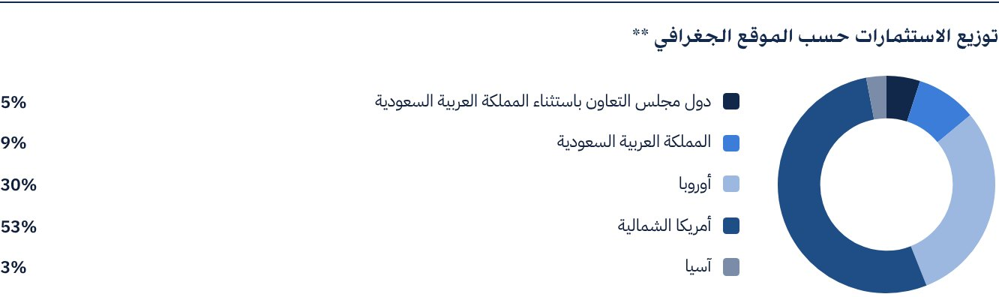 توزيع الاستثمارات حسب الموقع الجغرافي **
دول مجلس التعاون باستثناء المملكة العربية السعودية 5%
المملكة العربية السعودية 9%
أوروبا 30%
أمريكا الشمالية 53%
آسيا 3%